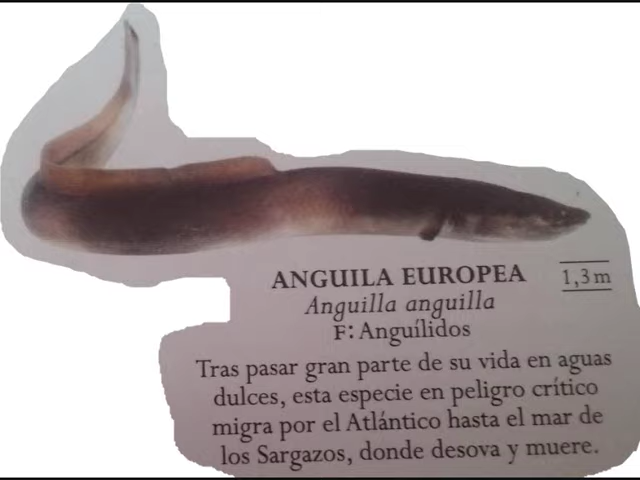 ANGUILA EUROPEA
1,3 m
Anguilla anguilla
F: Anguílidos
Tras pasar gran parte de su vida en aguas
dulces, esta especie en peligro crítico
migra por el Atlántico hasta el mar de
los Sargazos, donde desova y muere.